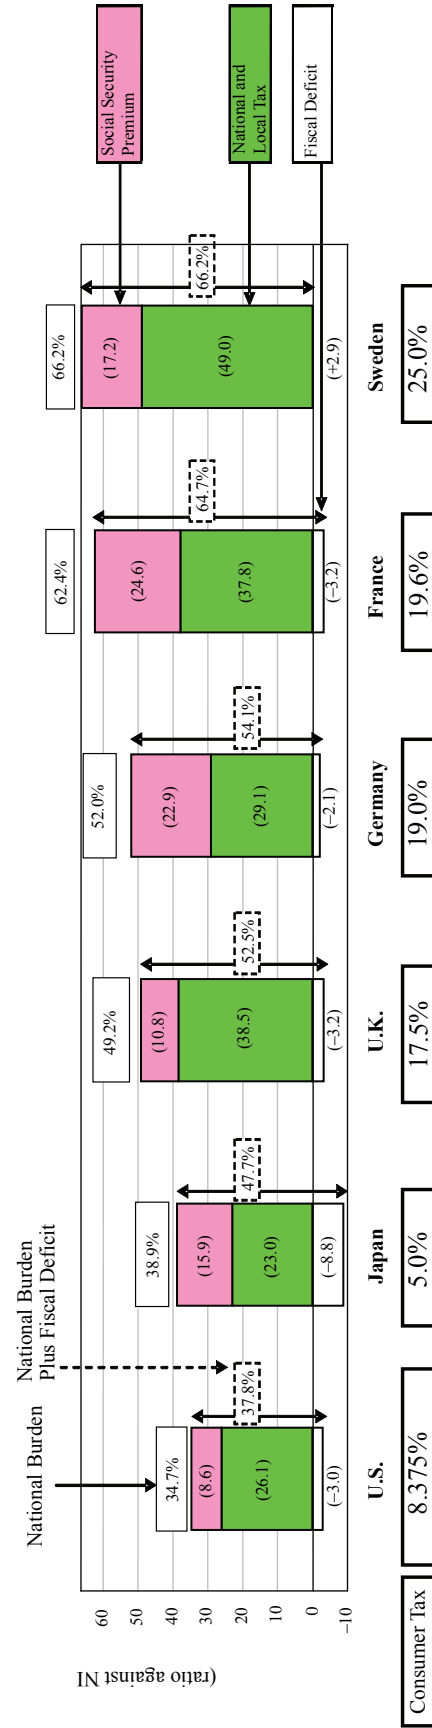 National Burden
National Burden
Plus Fiscal Deficit
Social Security
Premium
National and
Local Tax
Fiscal Deficit
(ratio against NI
60
50
40
30
20
10
0
–10
34.7%
(8.6)
(26.1)
(–3.0)
37.8%
38.9%
(15.9)
(23.0)
(–8.8)
47.7%
49.2%
(10.8)
(38.5)
(–3.2)
52.5%
52.0%
(22.9)
(29.1)
(–2.1)
54.1%
62.4%
(24.6)
(37.8)
(–3.2)
64.7%
66.2%
(17.2)
(49.0)
(+2.9)
66.2%
U.S.
Japan
U.K.
Germany
France
Sweden
Consumer Tax
8.375%
5.0%
17.5%
19.0%
19.6%
25.0%